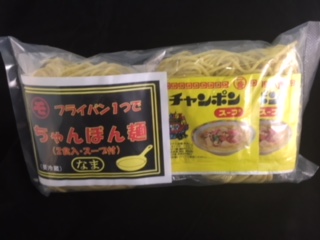 フライパン1つで
ちゃんぽん麺
(2食入・スープ付)
なま
チャンポン
スープ